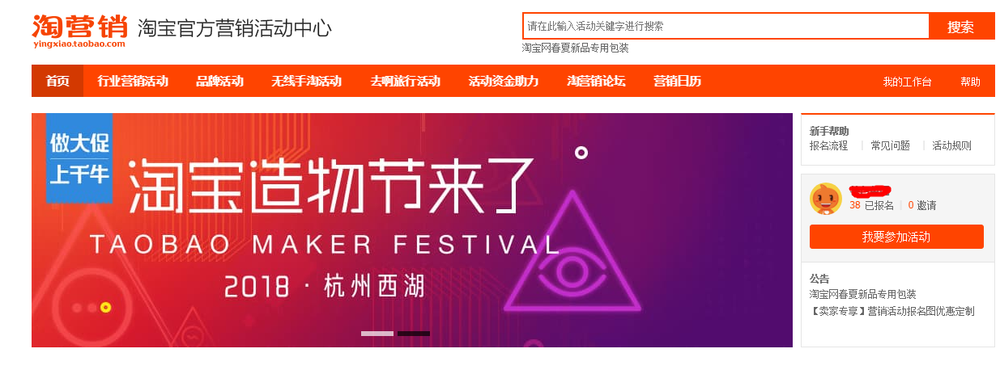 淘营销 淘宝官方营销活动中心
yingxiao.taobao.com
请在此输入活动关键字进行搜索 搜索
淘宝网春夏新品专用包装
首页 行业营销活动 品牌活动 无线手淘活动 去啊旅行活动 活动资金助力 淘营销论坛 营销日历 我的工作台 帮助
做大促
上千牛
淘宝造物节来了
TAOBAO MAKER FESTIVAL
2018 · 杭州西湖
新手帮助
报名流程 | 常见问题 | 活动规则
38 已报名 | 0 邀请
我要参加活动
公告
淘宝网春夏新品专用包装
【卖家专享】营销活动报名图优惠定制